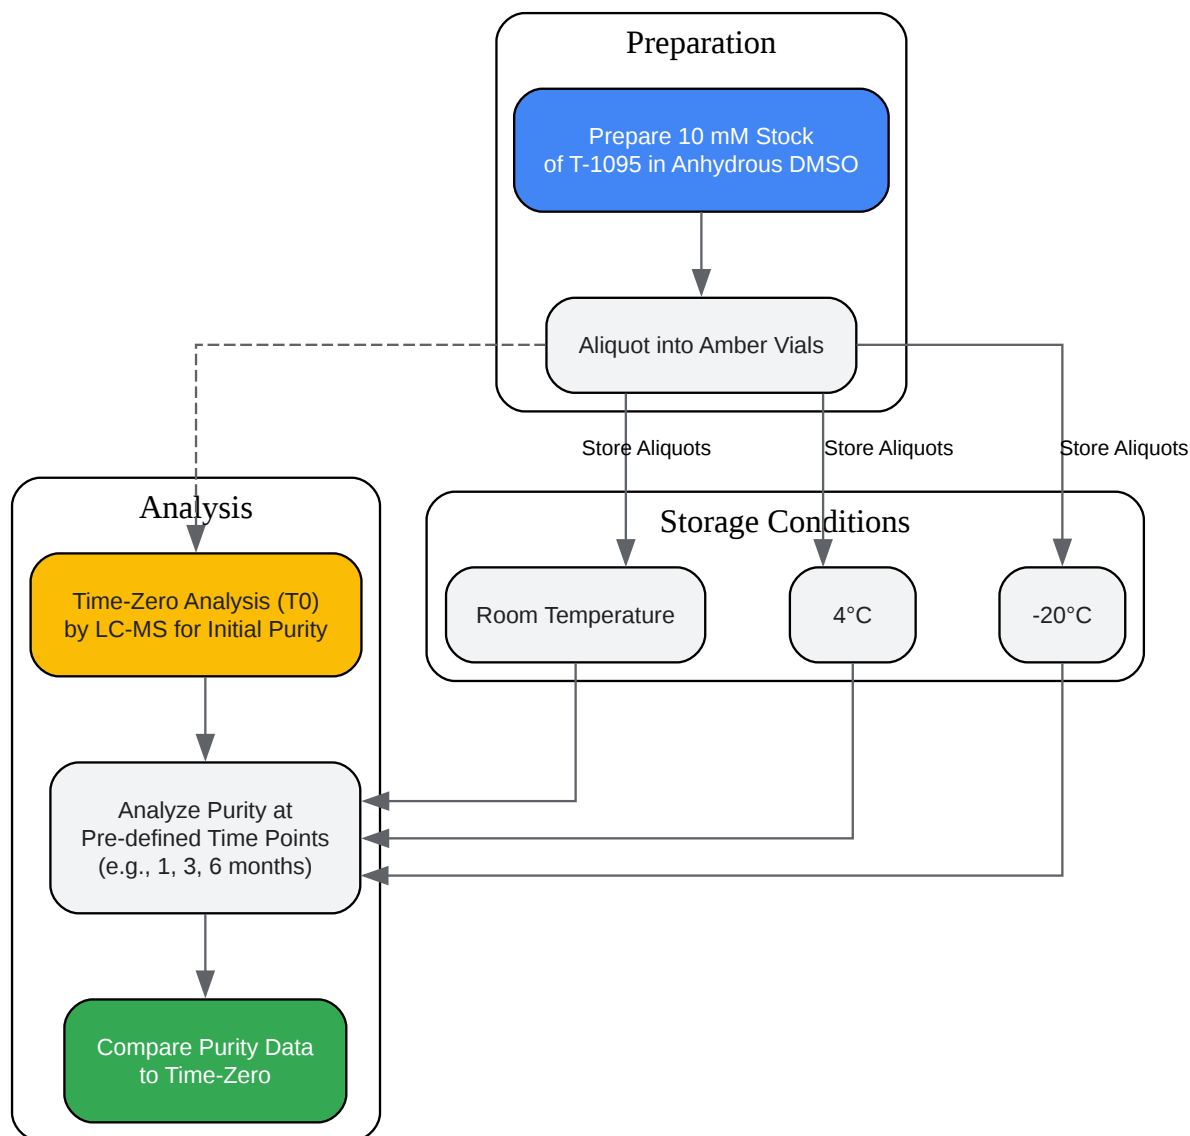 Preparation
Prepare 10 mM Stock
of T-1095 in Anhydrous DMSO
Aliquot into Amber Vials
Store Aliquots
Store Aliquots
Store Aliquots
Analysis
Storage Conditions
Time-Zero Analysis (T0)
by LC-MS for Initial Purity
Room Temperature
4°C
-20°C
Analyze Purity at
Pre-defined Time Points
(e.g., 1, 3, 6 months)
Compare Purity Data
to Time-Zero